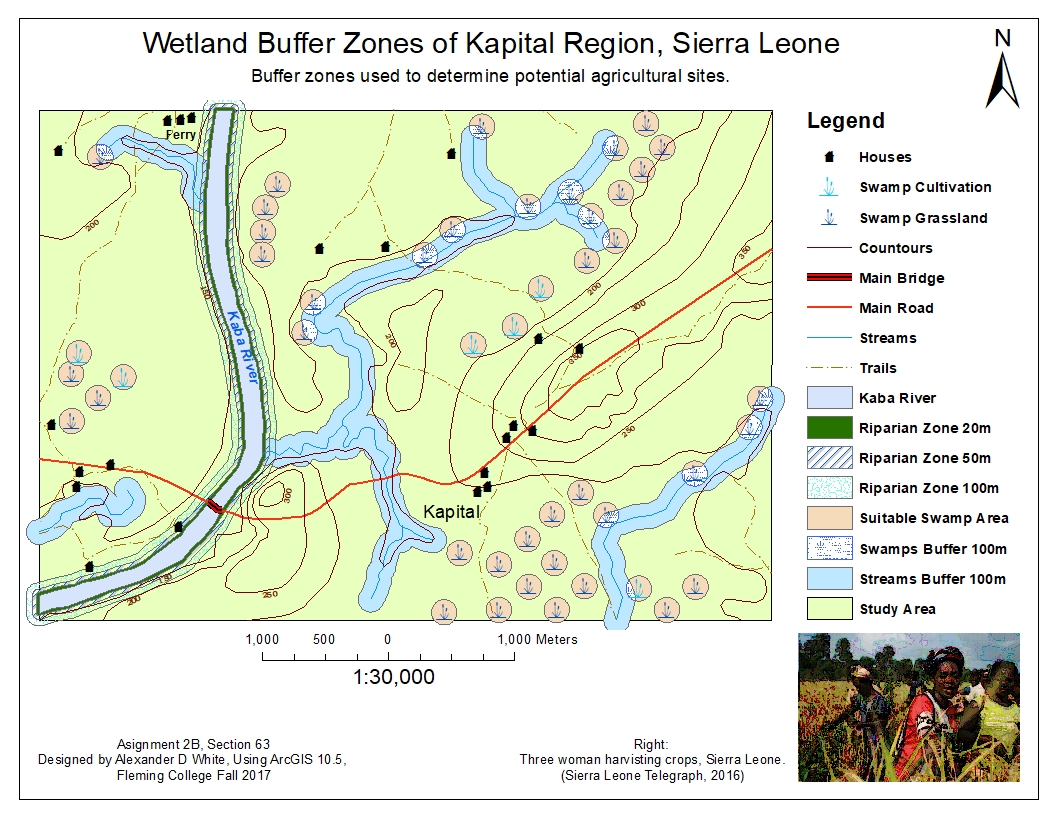 Wetland Buffer Zones of Kapital Region, Sierra Leone
Buffer zones used to determine potential agricultural sites.
N
Ferry
200
150
Kaba River
200
200
300
350
350
250
300
Kapital
150
200
250
Legend
Houses
Swamp Cultivation
Swamp Grassland
Countours
Main Bridge
Main Road
Streams
Trails
Kaba River
Riparian Zone 20m
Riparian Zone 50m
Riparian Zone 100m
Suitable Swamp Area
Swamps Buffer 100m
Streams Buffer 100m
Study Area
1,000 500 0 1,000 Meters
1:30,000
Asignment 2B, Section 63
Designed by Alexander D White, Using ArcGIS 10.5,
Fleming College Fall 2017
Right:
Three woman harvisting crops, Sierra Leone.
(Sierra Leone Telegraph, 2016)